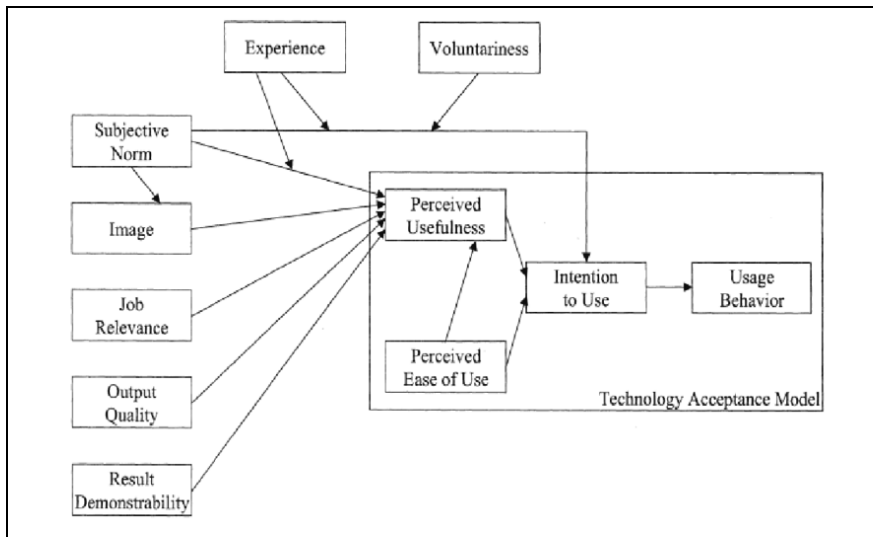 Experience
Voluntariness
Subjective
Norm
Image
Perceived
Usefulness
Intention
to Use
Usage
Behavior
Job
Relevance
Perceived
Ease of Use
Technology Acceptance Model
Output
Quality
Result
Demonstrability